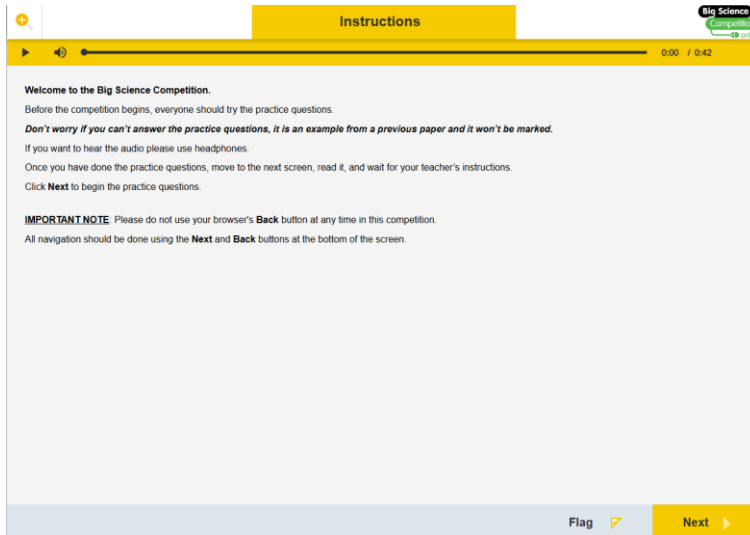 Instructions
Big Science
0:00 / 0:42
Welcome to the Big Science Competition.
Before the competition begins, everyone should try the practice questions.
Don't worry if you can't answer the practice questions, it is an example from a previous paper and it won't be marked.
If you want to hear the audio please use headphones.
Once you have done the practice questions, move to the next screen, read it, and wait for your teacher's instructions.
Click Next to begin the practice questions.
IMPORTANT NOTE: Please do not use your browser's Back button at any time in this competition.
All navigation should be done using the Next and Back buttons at the bottom of the screen.
Flag
Next